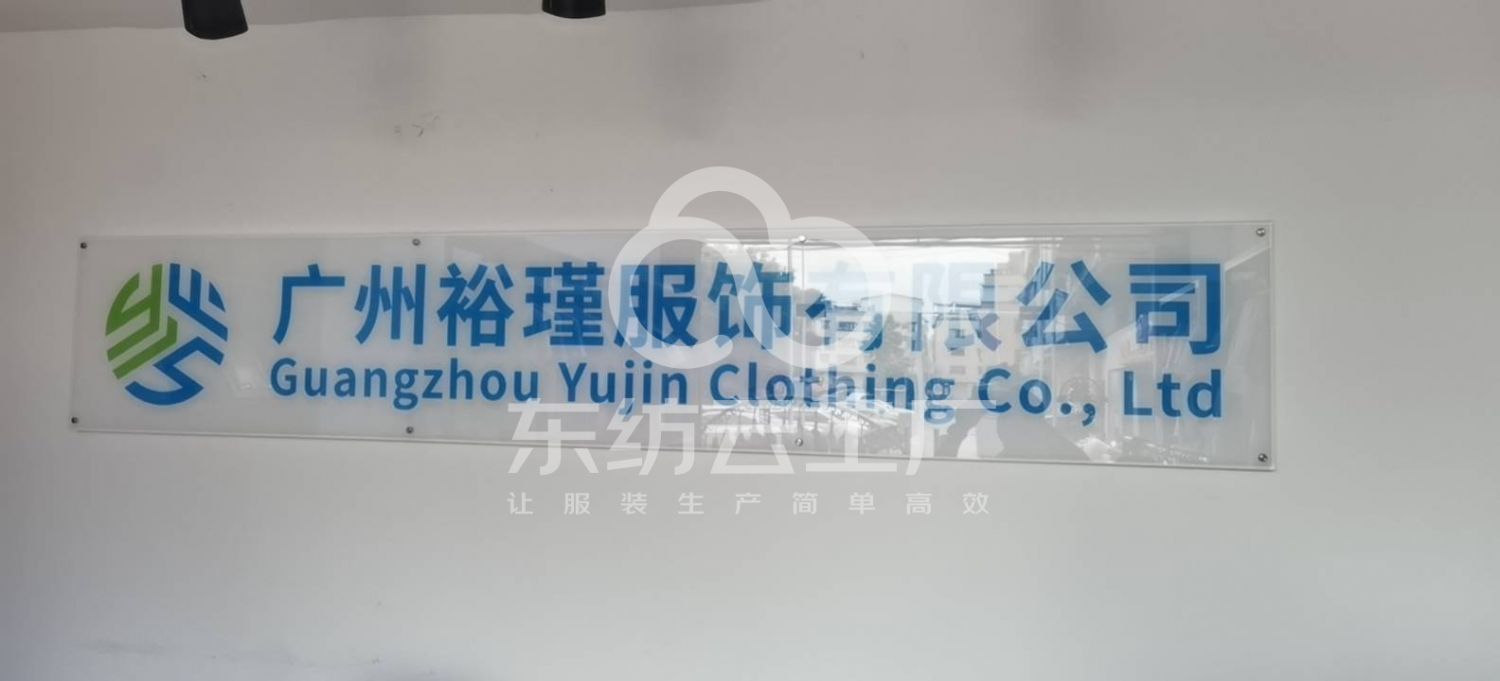 广州裕瑾服饰有限公司
Guangzhou Yujin Clothing Co., Ltd
东纺云工厂
让服装生产简单高效